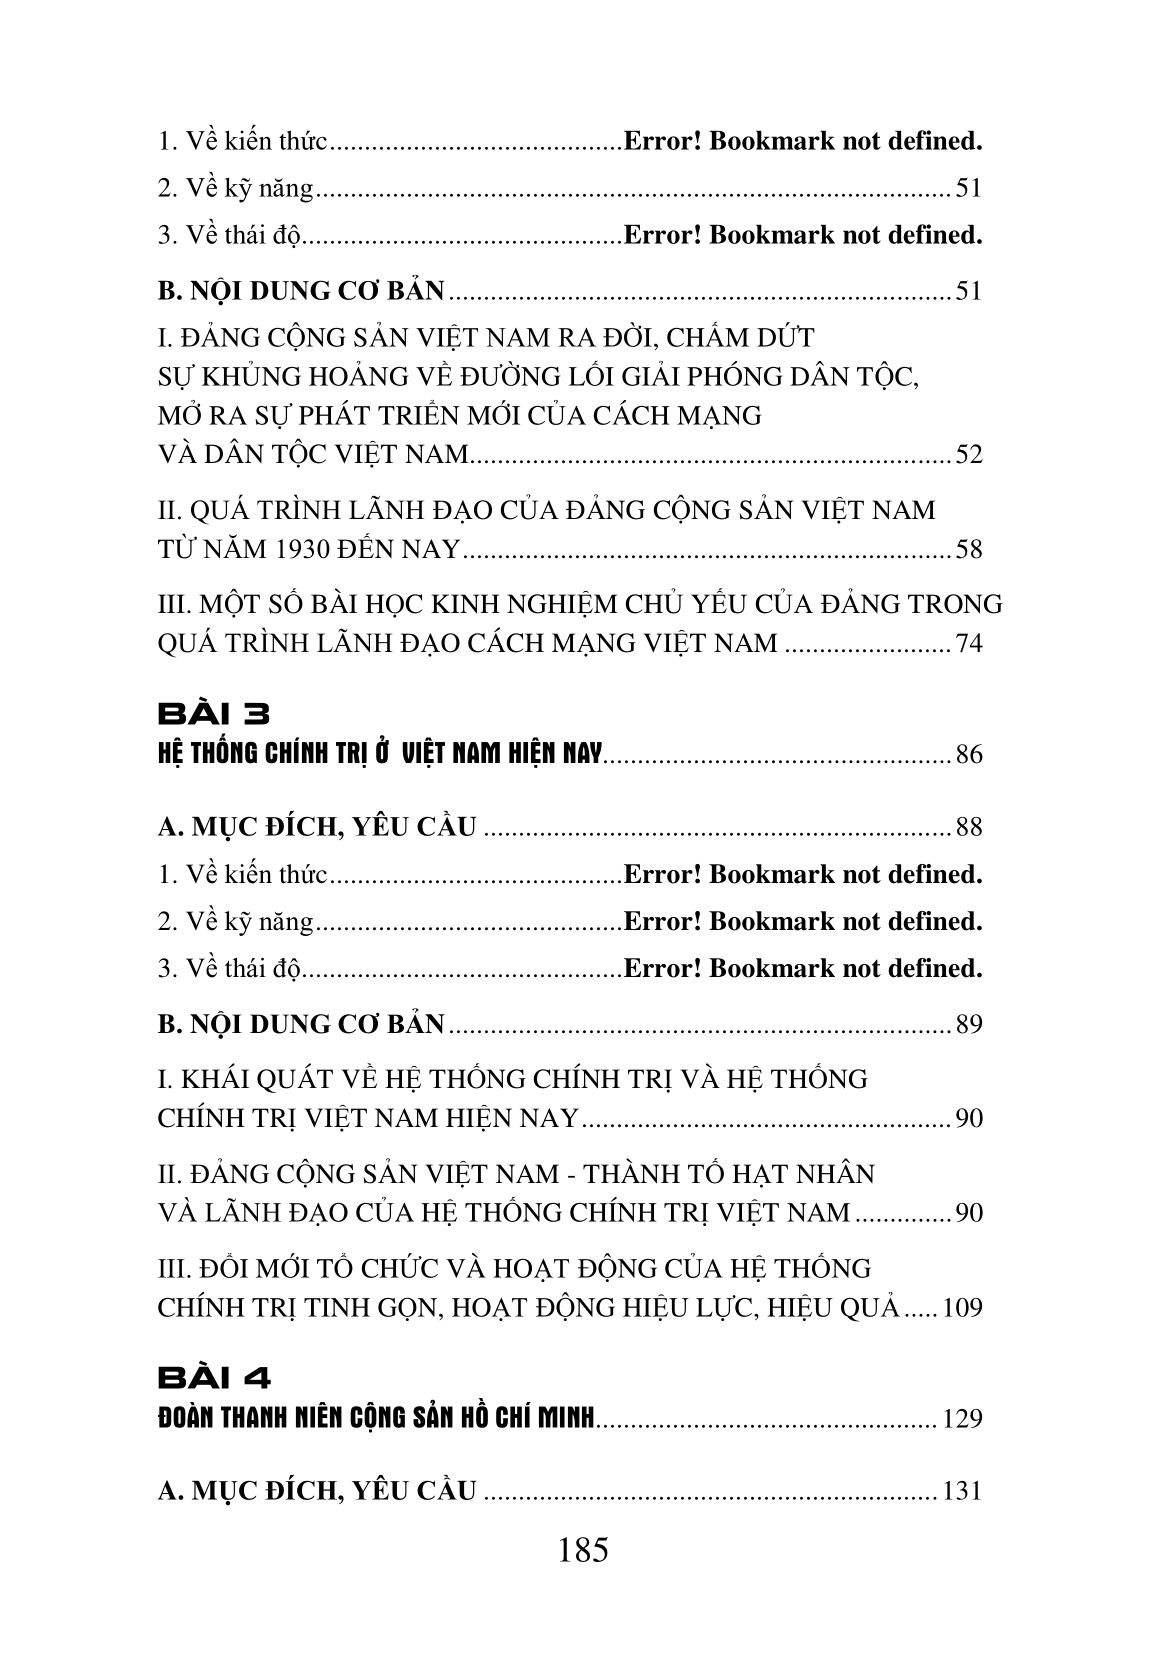 1. Về kiến thức..........................................Error! Bookmark not defined.
2. Về kỹ năng...........................................................................................51
3. Về thái độ..............................................Error! Bookmark not defined.
B. NỘI DUNG CƠ BẢN........................................................................51
I. ĐẢNG CỘNG SẢN VIỆT NAM RA ĐỜI, CHẤM DỨT
SỰ KHỦNG HOẢNG VỀ ĐƯỜNG LỐI GIẢI PHÓNG DÂN TỘC,
MỞ RA SỰ PHÁT TRIỂN MỚI CỦA CÁCH MẠNG
VÀ DÂN TỘC VIỆT NAM.....................................................................52
II. QUÁ TRÌNH LÃNH ĐẠO CỦA ĐẢNG CỘNG SẢN VIỆT NAM
TỪ NĂM 1930 ĐẾN NAY......................................................................58
III. MỘT SỐ BÀI HỌC KINH NGHIỆM CHỦ YẾU CỦA ĐẢNG TRONG
QUÁ TRÌNH LÃNH ĐẠO CÁCH MẠNG VIỆT NAM ........................74
BÀI 3
HỆ THỐNG CHÍNH TRỊ Ở VIỆT NAM HIỆN NAY..................................................86
A. MỤC ĐÍCH, YÊU CẦU ...................................................................88
1. Về kiến thức..........................................Error! Bookmark not defined.
2. Về kỹ năng............................................Error! Bookmark not defined.
3. Về thái độ..............................................Error! Bookmark not defined.
B. NỘI DUNG CƠ BẢN........................................................................89
I. KHÁI QUÁT VỀ HỆ THỐNG CHÍNH TRỊ VÀ HỆ THỐNG
CHÍNH TRỊ VIỆT NAM HIỆN NAY.....................................................90
II. ĐẢNG CỘNG SẢN VIỆT NAM - THÀNH TỐ HẠT NHÂN
VÀ LÃNH ĐẠO CỦA HỆ THỐNG CHÍNH TRỊ VIỆT NAM ..............90
III. ĐỔI MỚI TỔ CHỨC VÀ HOẠT ĐỘNG CỦA HỆ THỐNG
CHÍNH TRỊ TINH GỌN, HOẠT ĐỘNG HIỆU LỰC, HIỆU QUẢ.....109
BÀI 4
ĐOÀN THANH NIÊN CỘNG SẢN HỒ CHÍ MINH.................................................129
A. MỤC ĐÍCH, YÊU CẦU .................................................................131
185